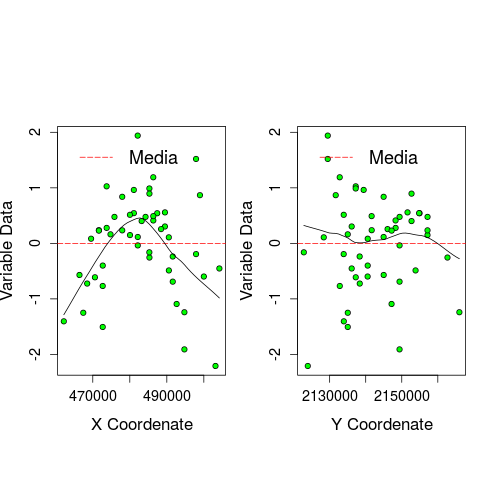 Variable Data
2
1
0
-1
-2
Media
470000
490000
X Coordenate
Variable Data
2
1
0
-1
-2
Media
2130000
2150000
Y Coordenate